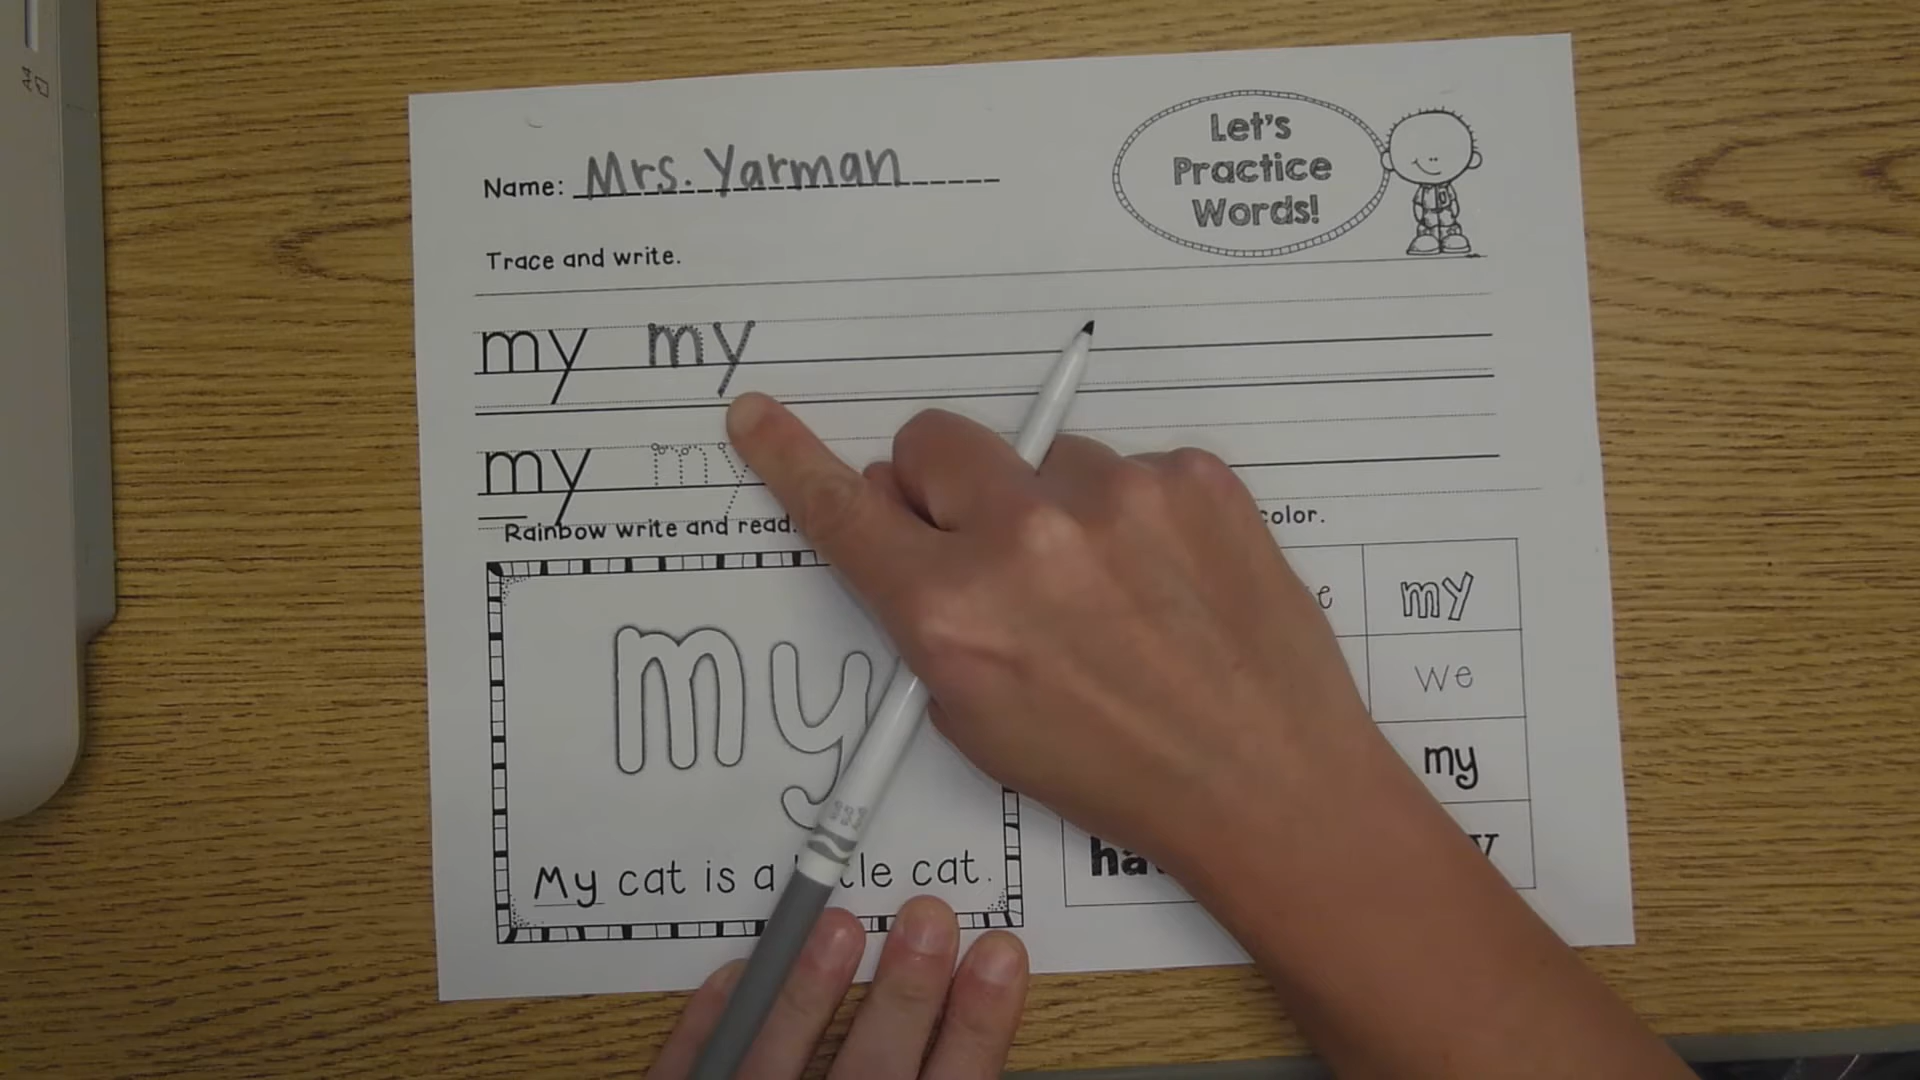 Let's
Practice
Words!
Name: Mrs. Yarman
Trace and write.
my my
my my
Rainbow write and read.
color.
my
my
we
my
My cat is a cat.